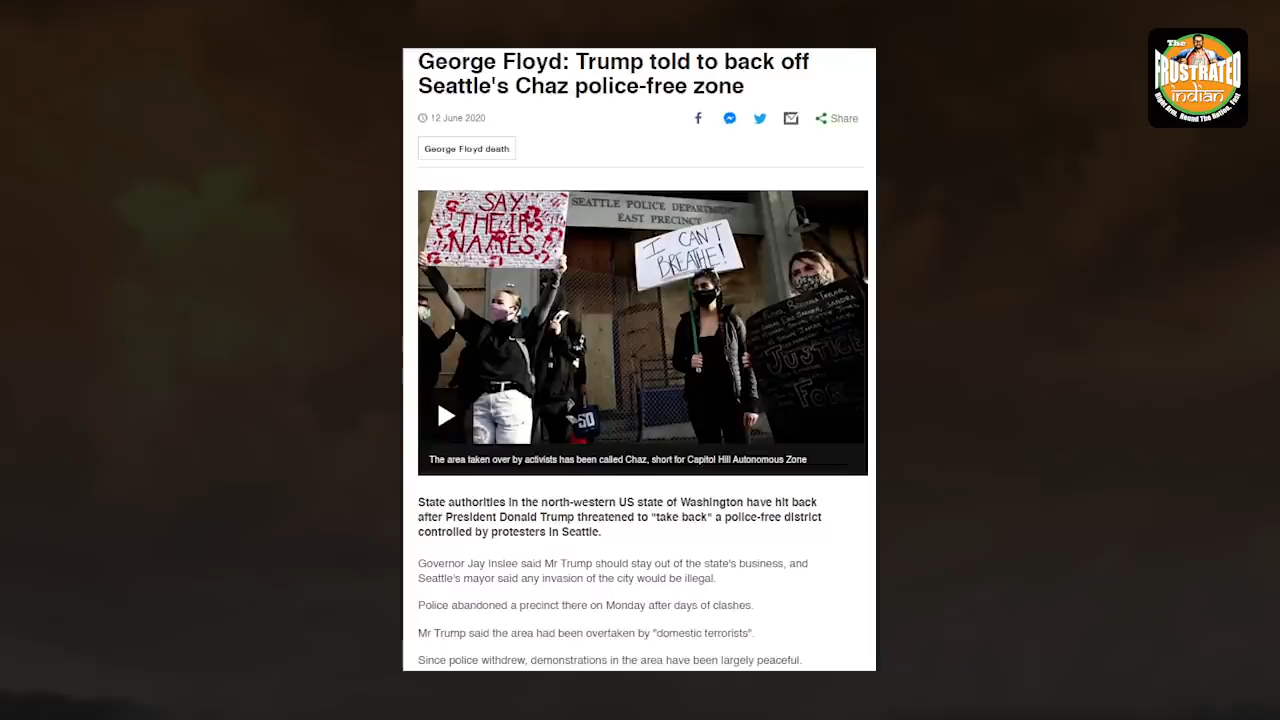 George Floyd: Trump told to back off
Seattle's Chaz police-free zone
12 June 2020
Share
George Floyd death
SAY
THEIR
NAMES
SEATTLE POLICE DEPARTMENT
EAST PRECINCT
I CAN'T
BREATHE!
JUSTICE
FOR
50
The area taken over by activists has been called Chaz, short for Capitol Hill Autonomous Zone
State authorities in the north-western US state of Washington have hit back
after President Donald Trump threatened to "take back" a police-free district
controlled by protesters in Seattle.
Governor Jay Inslee said Mr Trump should stay out of the state's business, and
Seattle's mayor said any invasion of the city would be illegal.
Police abandoned a precinct there on Monday after days of clashes.
Mr Trump said the area had been overtaken by "domestic terrorists".
Since police withdrew, demonstrations in the area have been largely peaceful.
The
FRUSTRATED
indian
Right Arm. Round The Nation. Fast